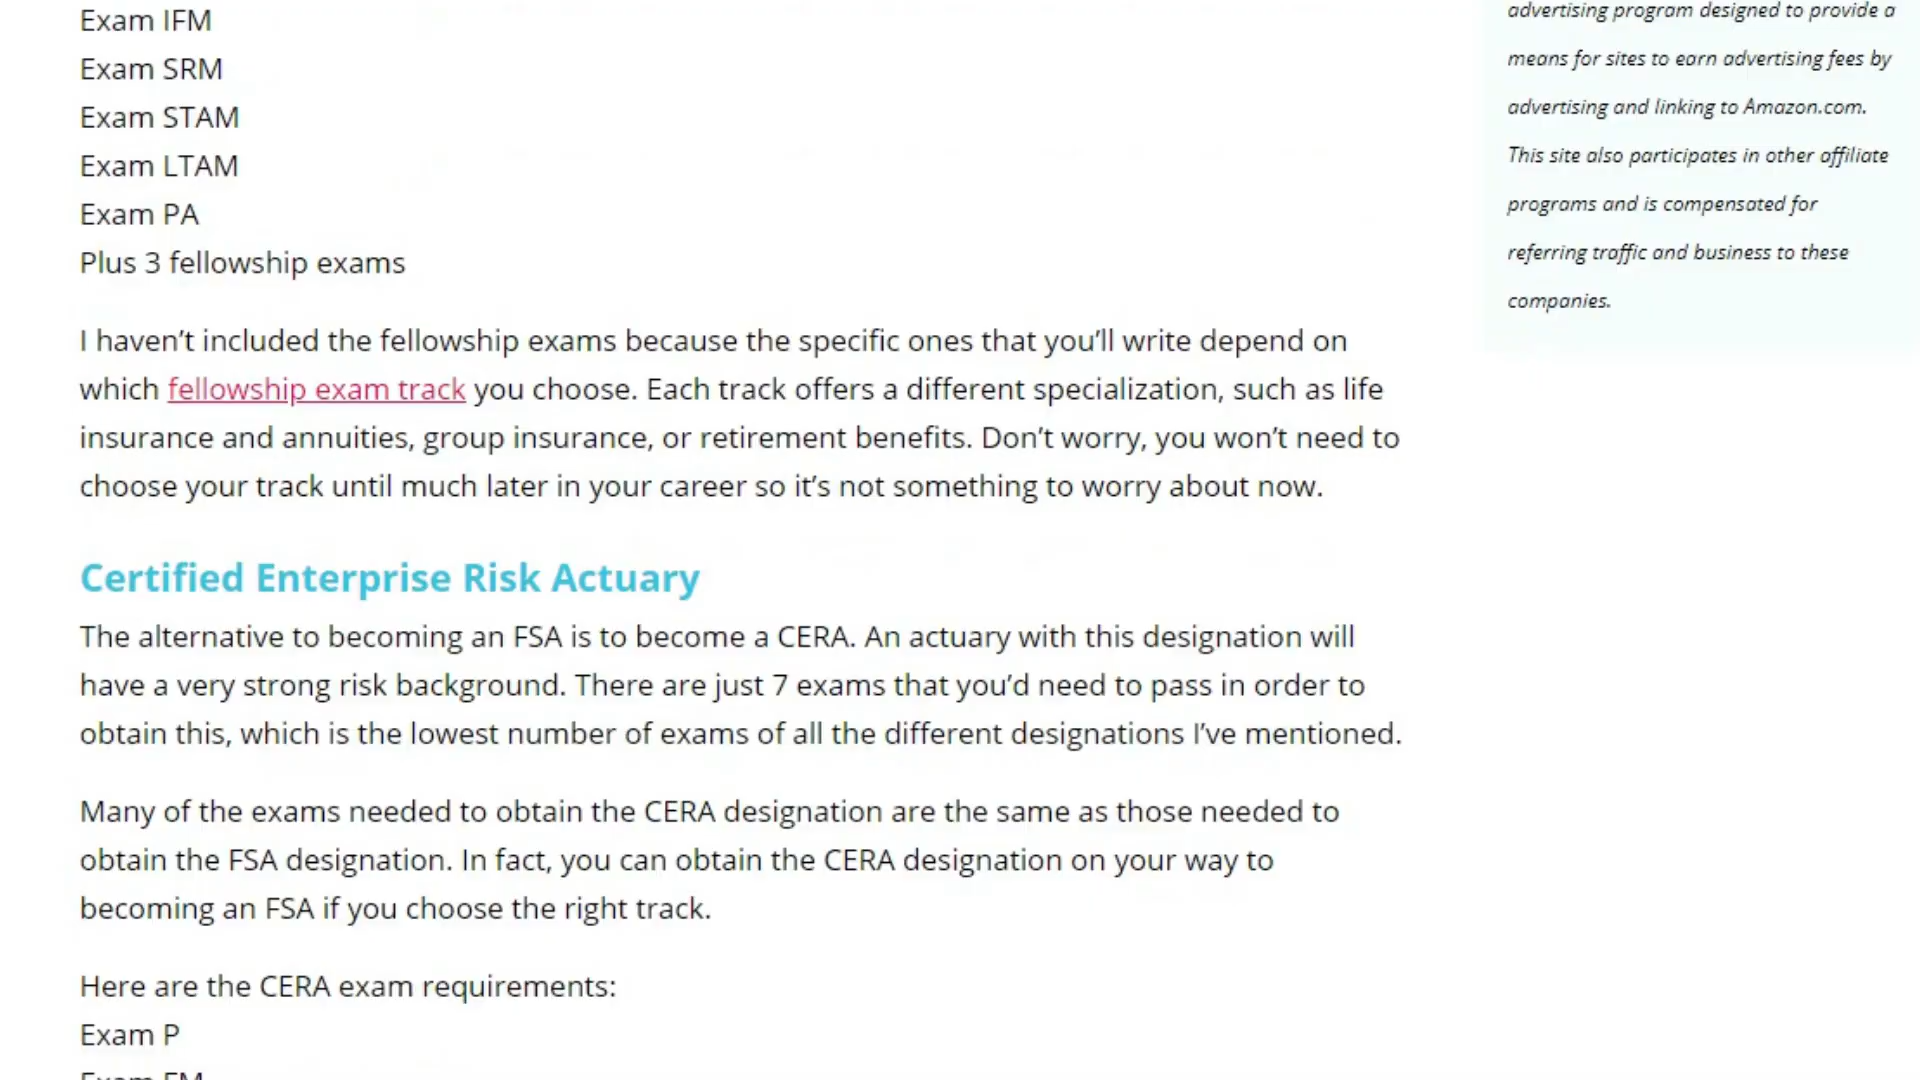 Exam IFM
Exam SRM
Exam STAM
Exam LTAM
Exam PA
Plus 3 fellowship exams
I haven’t included the fellowship exams because the specific ones that you’ll write depend on
which fellowship exam track you choose. Each track offers a different specialization, such as life
insurance and annuities, group insurance, or retirement benefits. Don’t worry, you won’t need to
choose your track until much later in your career so it’s not something to worry about now.
Certified Enterprise Risk Actuary
The alternative to becoming an FSA is to become a CERA. An actuary with this designation will
have a very strong risk background. There are just 7 exams that you’d need to pass in order to
obtain this, which is the lowest number of exams of all the different designations I’ve mentioned.
Many of the exams needed to obtain the CERA designation are the same as those needed to
obtain the FSA designation. In fact, you can obtain the CERA designation on your way to
becoming an FSA if you choose the right track.
Here are the CERA exam requirements:
Exam P
Exam FM
advertising program designed to provide a
means for sites to earn advertising fees by
advertising and linking to Amazon.com.
This site also participates in other affiliate
programs and is compensated for
referring traffic and business to these
companies.